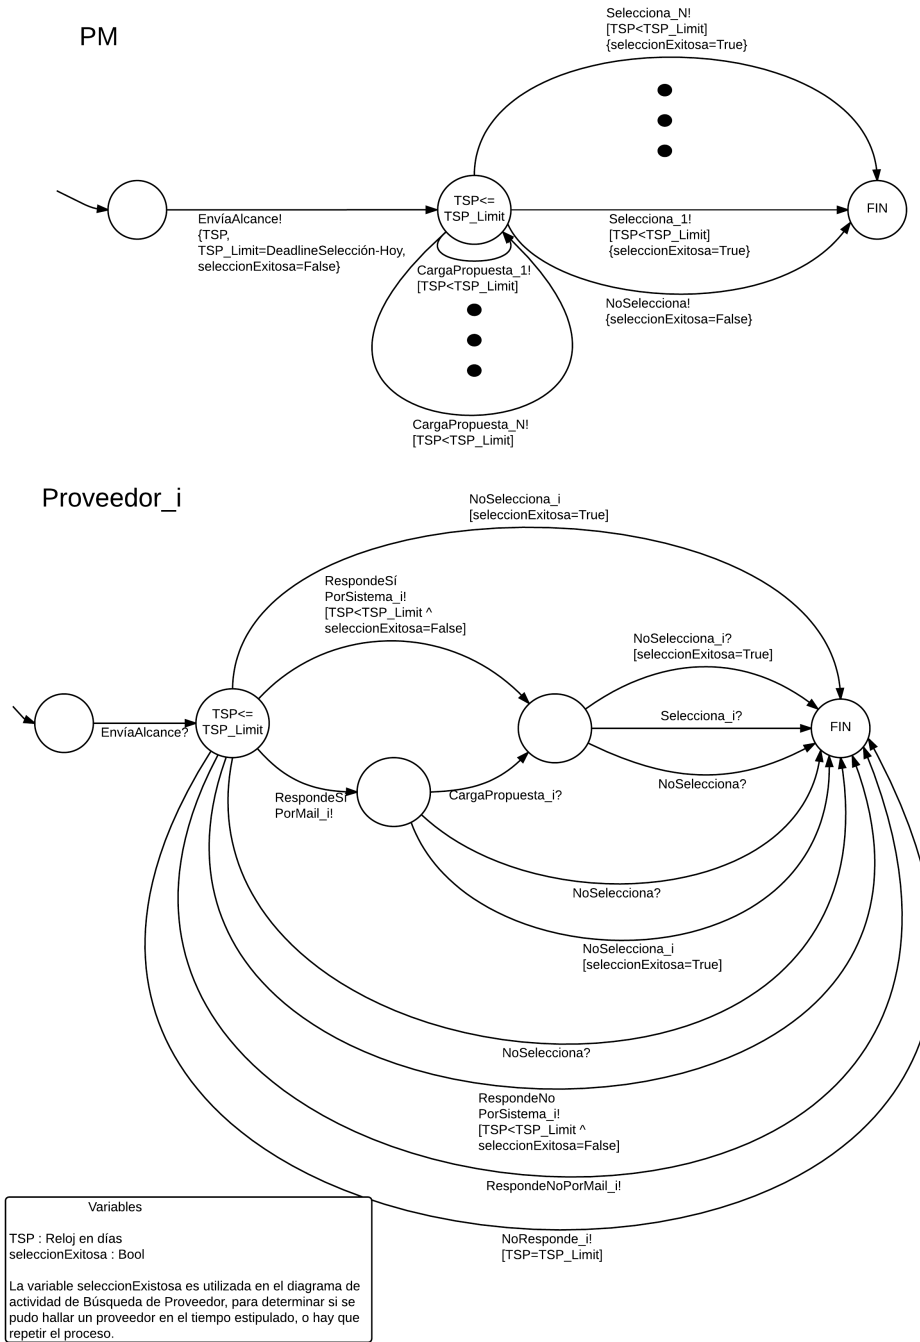 PM
Selecciona_N!
[TSP<TSP_Limit]
{seleccionExitosa=True}
TSP<=
TSP_Limit
FIN
EnvíaAlcance!
{TSP,
TSP_Limit=DeadlineSelección-Hoy,
seleccionExitosa=False}
Selecciona_1!
[TSP<TSP_Limit]
{seleccionExitosa=True}
CargaPropuesta_1!
[TSP<TSP_Limit]
NoSelecciona!
{seleccionExitosa=False}
CargaPropuesta_N!
[TSP<TSP_Limit]
Proveedor_i
NoSelecciona_i
[seleccionExitosa=True]
RespondeSí
PorSistema_i!
[TSP<TSP_Limit ^
seleccionExitosa=False]
NoSelecciona_i?
[seleccionExitosa=True]
TSP<=
TSP_Limit
EnvíaAlcance?
Selecciona_i?
FIN
NoSelecciona?
RespondeSí
PorMail_i!
CargaPropuesta_i?
NoSelecciona?
NoSelecciona_i
[seleccionExitosa=True]
NoSelecciona?
RespondeNo
PorSistema_i!
[TSP<TSP_Limit ^
seleccionExitosa=False]
RespondeNoPorMail_i!
NoResponde_i!
[TSP=TSP_Limit]
Variables
TSP : Reloj en días
seleccionExitosa : Bool
La variable seleccionExistosa es utilizada en el diagrama de
actividad de Búsqueda de Proveedor, para determinar si se
pudo hallar un proveedor en el tiempo estipulado, o hay que
repetir el proceso.